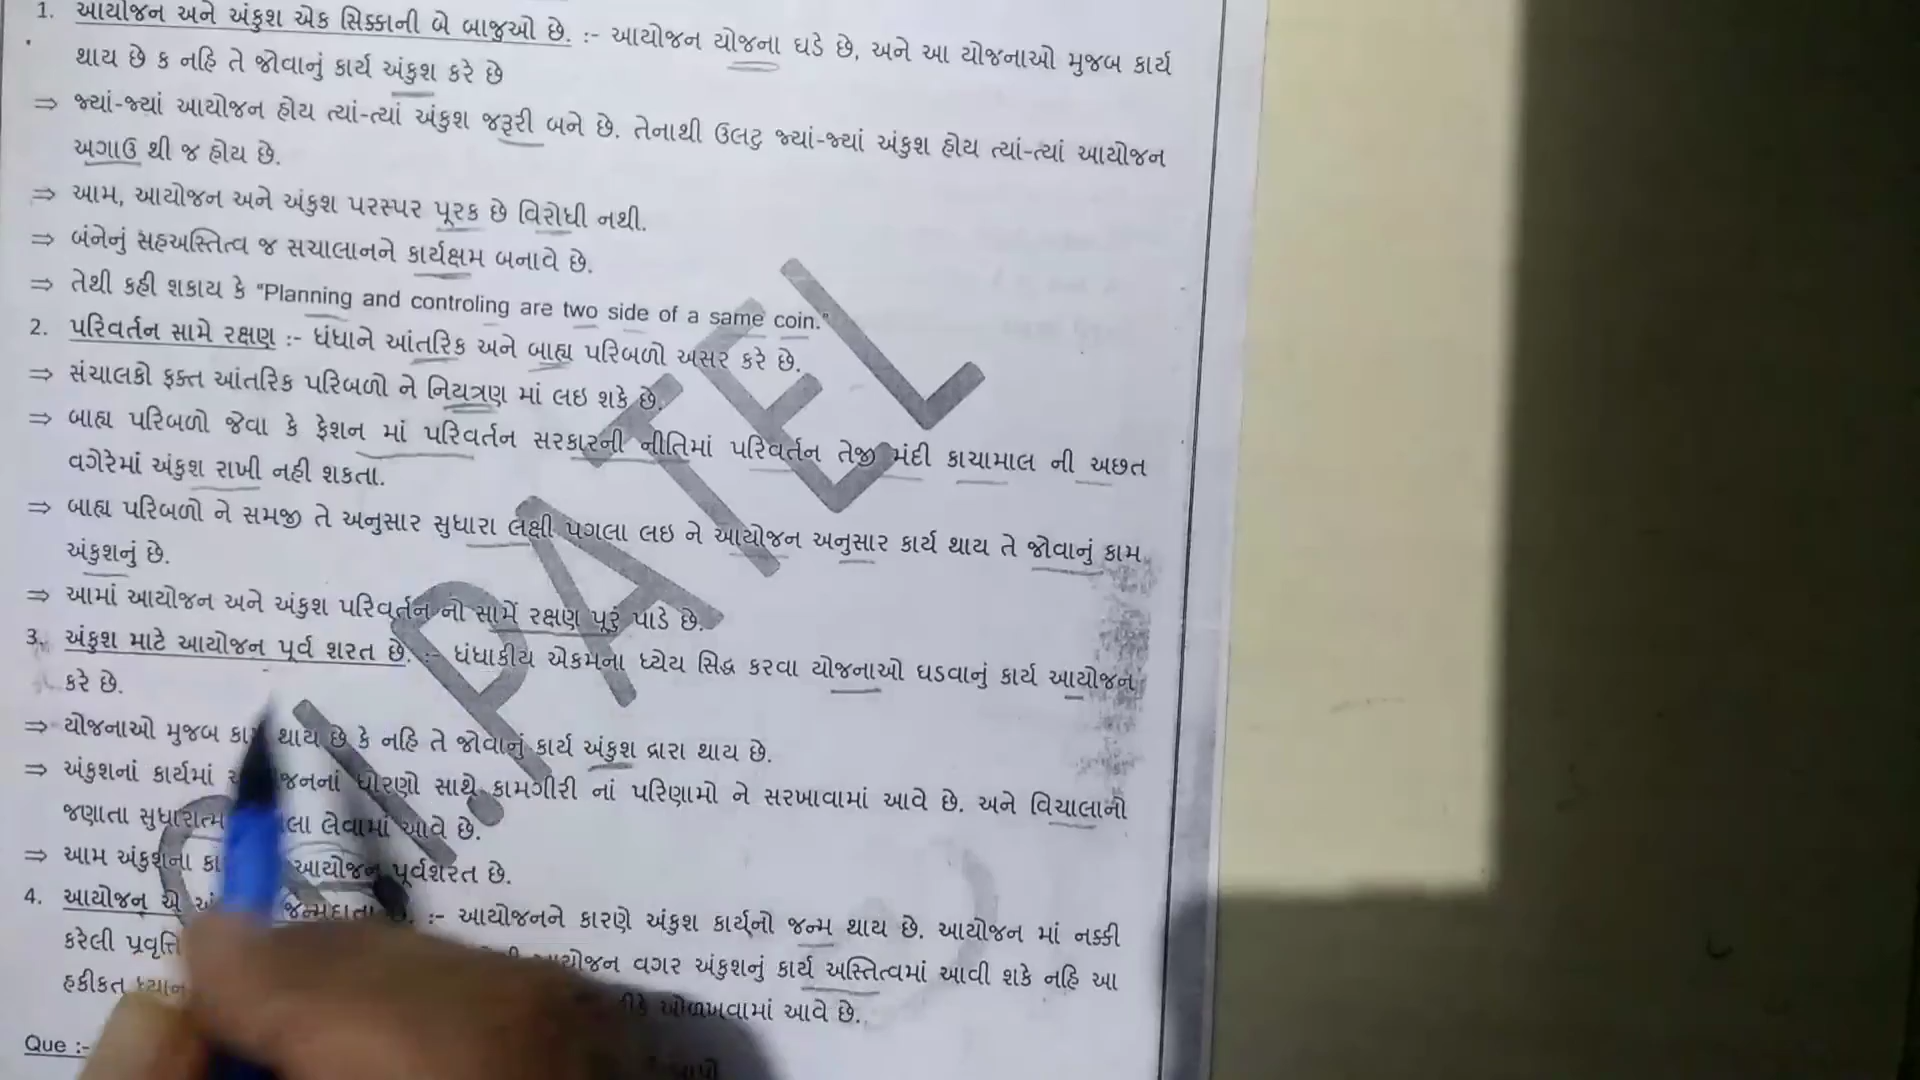 1. આયોજન અને અંકુશ એક સિક્કાની બે બાજુઓ છે. :- આયોજન યોજના ઘડે છે, અને આ યોજનાઓ મુજબ કાર્ય
થાય છે ક નહિ તે જોવાનું કાર્ય અંકુશ કરે છે
⇒ જ્યાં-જ્યાં આયોજન હોય ત્યાં-ત્યાં અંકુશ જરૂરી બને છે. તેનાથી ઉલટુ જ્યાં-જ્યાં અંકુશ હોય ત્યાં-ત્યાં આયોજન
અગાઉ થી જ હોય છે.
⇒ આમ, આયોજન અને અંકુશ પરસ્પર પૂરક છે વિરોધી નથી.
⇒ બંનેનું સહઅસ્તિત્વ જ સચાલાનને કાર્યક્ષમ બનાવે છે.
⇒ તેથી કહી શકાય કે "Planning and controling are two side of a same coin."
2. પરિવર્તન સામે રક્ષણ :- ધંધાને આંતરિક અને બાહ્ય પરિબળો અસર કરે છે.
⇒ સંચાલકો ફક્ત આંતરિક પરિબળો ને નિયત્રણ માં લઇ શકે છે.
⇒ બાહ્ય પરિબળો જેવા કે ફેશન માં પરિવર્તન સરકારની નીતિમાં પરિવર્તન તેજી મંદી કાચામાલ ની અછત
વગેરેમાં અંકુશ રાખી નહી શકતા.
⇒ બાહ્ય પરિબળો ને સમજી તે અનુસાર સુધારા લક્ષી પગલા લઇ ને આયોજન અનુસાર કાર્ય થાય તે જોવાનું કામ
અંકુશનું છે.
⇒ આમાં આયોજન અને અંકુશ પરિવર્તન નો સામેં રક્ષણ પૂરું પાડે છે.
3. અંકુશ માટે આયોજન પૂર્વ શરત છે. :- ધંધાકીય એકમના ધ્યેય સિદ્ધ કરવા યોજનાઓ ઘડવાનું કાર્ય આયોજન
કરે છે.
⇒ યોજનાઓ મુજબ થાય છે કે નહિ તે જોવાનું કાર્ય અંકુશ દ્રારા થાય છે.
⇒ અંકુશનાં કાર્યમાં ધોરણો સાથે કામગીરી નાં પરિણામો ને સરખાવામાં આવે છે. અને વિચાલાનો
જણાતા લેવામાં આવે છે.
⇒ આમ અંકુશના આયોજન પૂર્વશરત છે.
4. આયોજન એ જન્મદાતા :- આયોજનને કારણે અંકુશ કાર્યનો જન્મ થાય છે. આયોજન માં નક્કી
કરેલી પ્રવૃત્તિ વગર અંકુશનું કાર્ય અસ્તિત્વમાં આવી શકે નહિ આ
હકીકત ઓળખવામાં આવે છે.
Que :-
PATEL